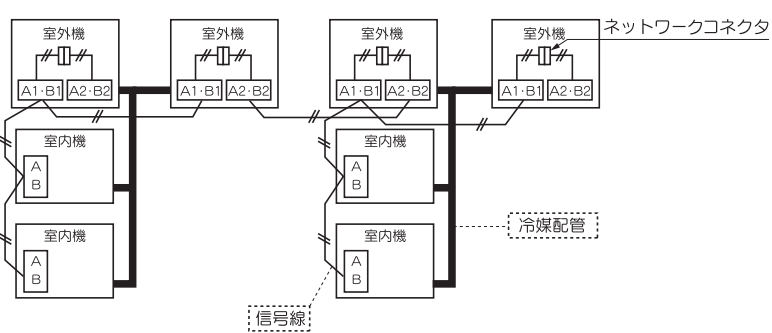 室外機 室外機 室外機 室外機 ネットワークコネクタ
A1·B1 A2·B2 A1·B1 A2·B2 A1·B1 A2·B2 A1·B1 A2·B2
室内機 室内機
A A
B B
冷媒配管
室内機 室内機
A A
B B
信号線